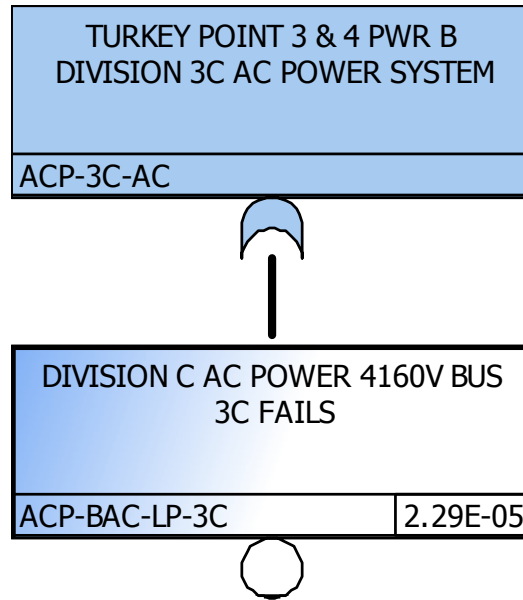 TURKEY POINT 3 & 4 PWR B
DIVISION 3C AC POWER SYSTEM
ACP-3C-AC
DIVISION C AC POWER 4160V BUS
3C FAILS
ACP-BAC-LP-3C 2.29E-05